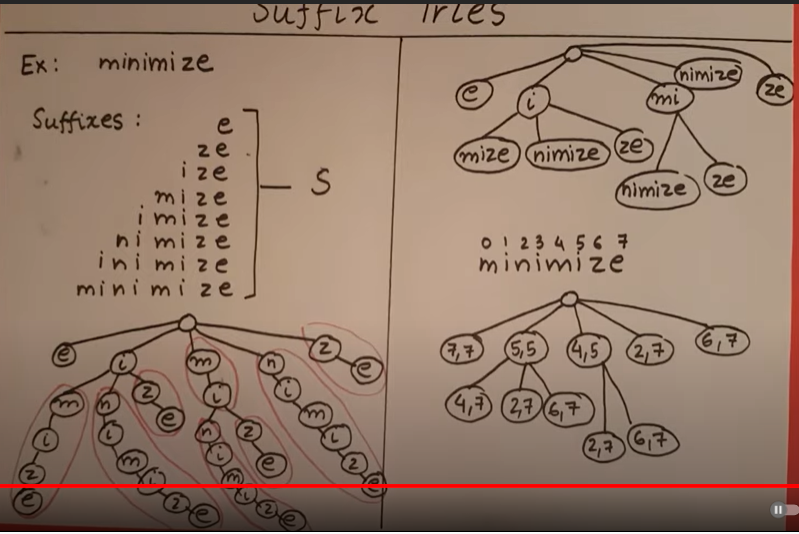 Suffix Tries
Ex: minimize
Suffixes:
e
ze
ize
mize
imize
nimize
inimize
minimize
S
e
i
m
i
z
e
n
i
m
i
z
e
z
e
m
i
n
i
m
i
z
e
z
e
n
i
m
i
z
e
z
e
e
i
mize
nimize
ze
mi
nimize
ze
nimize
ze
0 1 2 3 4 5 6 7
minimize
7,7
5,5
4,5
2,7
6,7
4,7
2,7
6,7
2,7
6,7